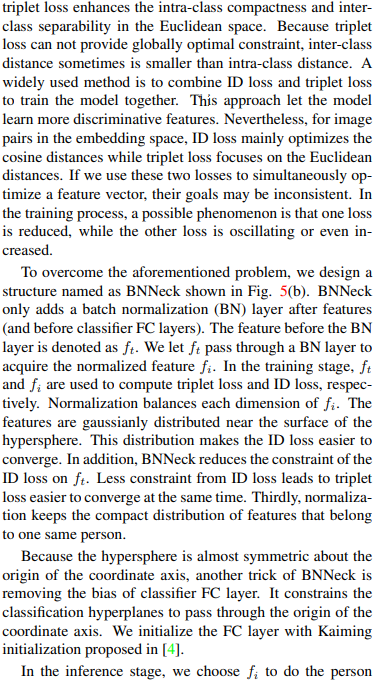 triplet loss enhances the intra-class compactness and inter-
class separability in the Euclidean space. Because triplet
loss can not provide globally optimal constraint, inter-class
distance sometimes is smaller than intra-class distance. A
widely used method is to combine ID loss and triplet loss
to train the model together. This approach let the model
learn more discriminative features. Nevertheless, for image
pairs in the embedding space, ID loss mainly optimizes the
cosine distances while triplet loss focuses on the Euclidean
distances. If we use these two losses to simultaneously op-
timize a feature vector, their goals may be inconsistent. In
the training process, a possible phenomenon is that one loss
is reduced, while the other loss is oscillating or even in-
creased.
To overcome the aforementioned problem, we design a
structure named as BNNeck shown in Fig. 5(b). BNNeck
only adds a batch normalization (BN) layer after features
(and before classifier FC layers). The feature before the BN
layer is denoted as f_t. We let f_t pass through a BN layer to
acquire the normalized feature f_i. In the training stage, f_t
and f_i are used to compute triplet loss and ID loss, respec-
tively. Normalization balances each dimension of f_i. The
features are gaussianly distributed near the surface of the
hypersphere. This distribution makes the ID loss easier to
converge. In addition, BNNeck reduces the constraint of the
ID loss on f_t. Less constraint from ID loss leads to triplet
loss easier to converge at the same time. Thirdly, normaliza-
tion keeps the compact distribution of features that belong
to one same person.
Because the hypersphere is almost symmetric about the
origin of the coordinate axis, another trick of BNNeck is
removing the bias of classifier FC layer. It constrains the
classification hyperplanes to pass through the origin of the
coordinate axis. We initialize the FC layer with Kaiming
initialization proposed in [4].
In the inference stage, we choose f_i to do the person